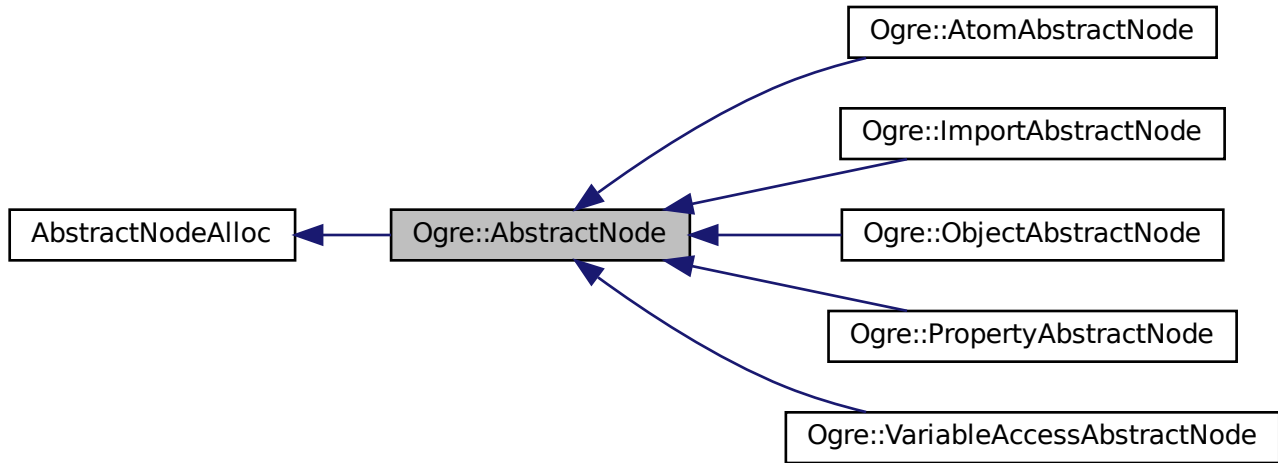 Ogre::AtomAbstractNode
Ogre::ImportAbstractNode
AbstractNodeAlloc
Ogre::AbstractNode
Ogre::ObjectAbstractNode
Ogre::PropertyAbstractNode
Ogre::VariableAccessAbstractNode